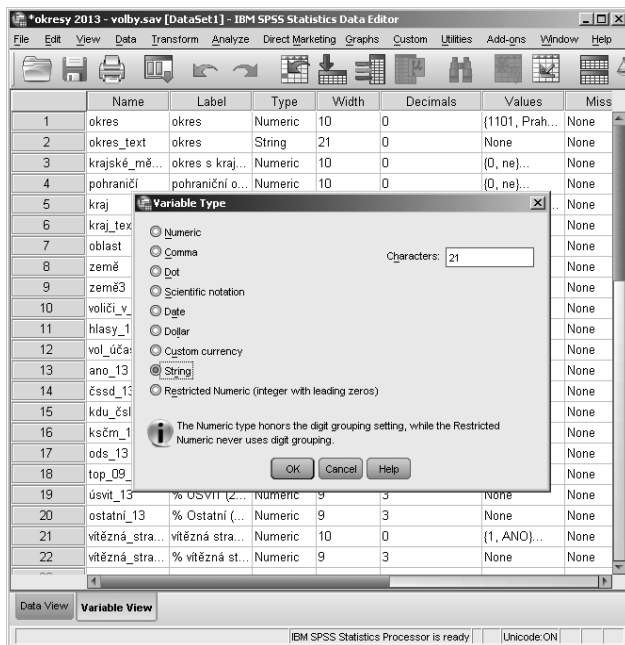 *okresy 2013 - volby.sav [DataSet1] - IBM SPSS Statistics Data Editor
File Edit View Data Transform Analyze Direct Marketing Graphs Custom Utilities Add-ons Window Help
Name Label Type Width Decimals Values Miss
1 okres okres Numeric 10 0 {1101, Prah... None
2 okres_text okres String 21 0 None None
3 krajské_mě... okres s kraj... Numeric 10 0 {0, ne}... None
4 pohraničí pohraniční o... Numeric 10 0 {0, ne}... None
5 kraj .. None
6 kraj_tex None
7 oblast None
8 země None
9 země3 None
10 voliči_v_ None
11 hlasy_1 None
12 vol_úča None
13 ano_13 None
14 čssd_13 None
15 kdu_čsl None
16 ksčm_1 None
17 ods_13 None
18 top_09_ None
19 úsvit_13 % ÚSVIT (2... Numeric 9 3 None None
20 ostatní_13 % Ostatní (... Numeric 9 3 None None
21 vítězná_stra... vítězná stra... Numeric 10 0 {1, ANO}... None
22 vítězná_stra... % vítězná st... Numeric 9 3 None None
Variable Type
Numeric
Comma
Dot
Scientific notation
Date
Dollar
Custom currency
String
Restricted Numeric (integer with leading zeros)
Characters: 21
The Numeric type honors the digit grouping setting, while the Restricted
Numeric never uses digit grouping.
OK Cancel Help
Data View Variable View
IBM SPSS Statistics Processor is ready Unicode:ON